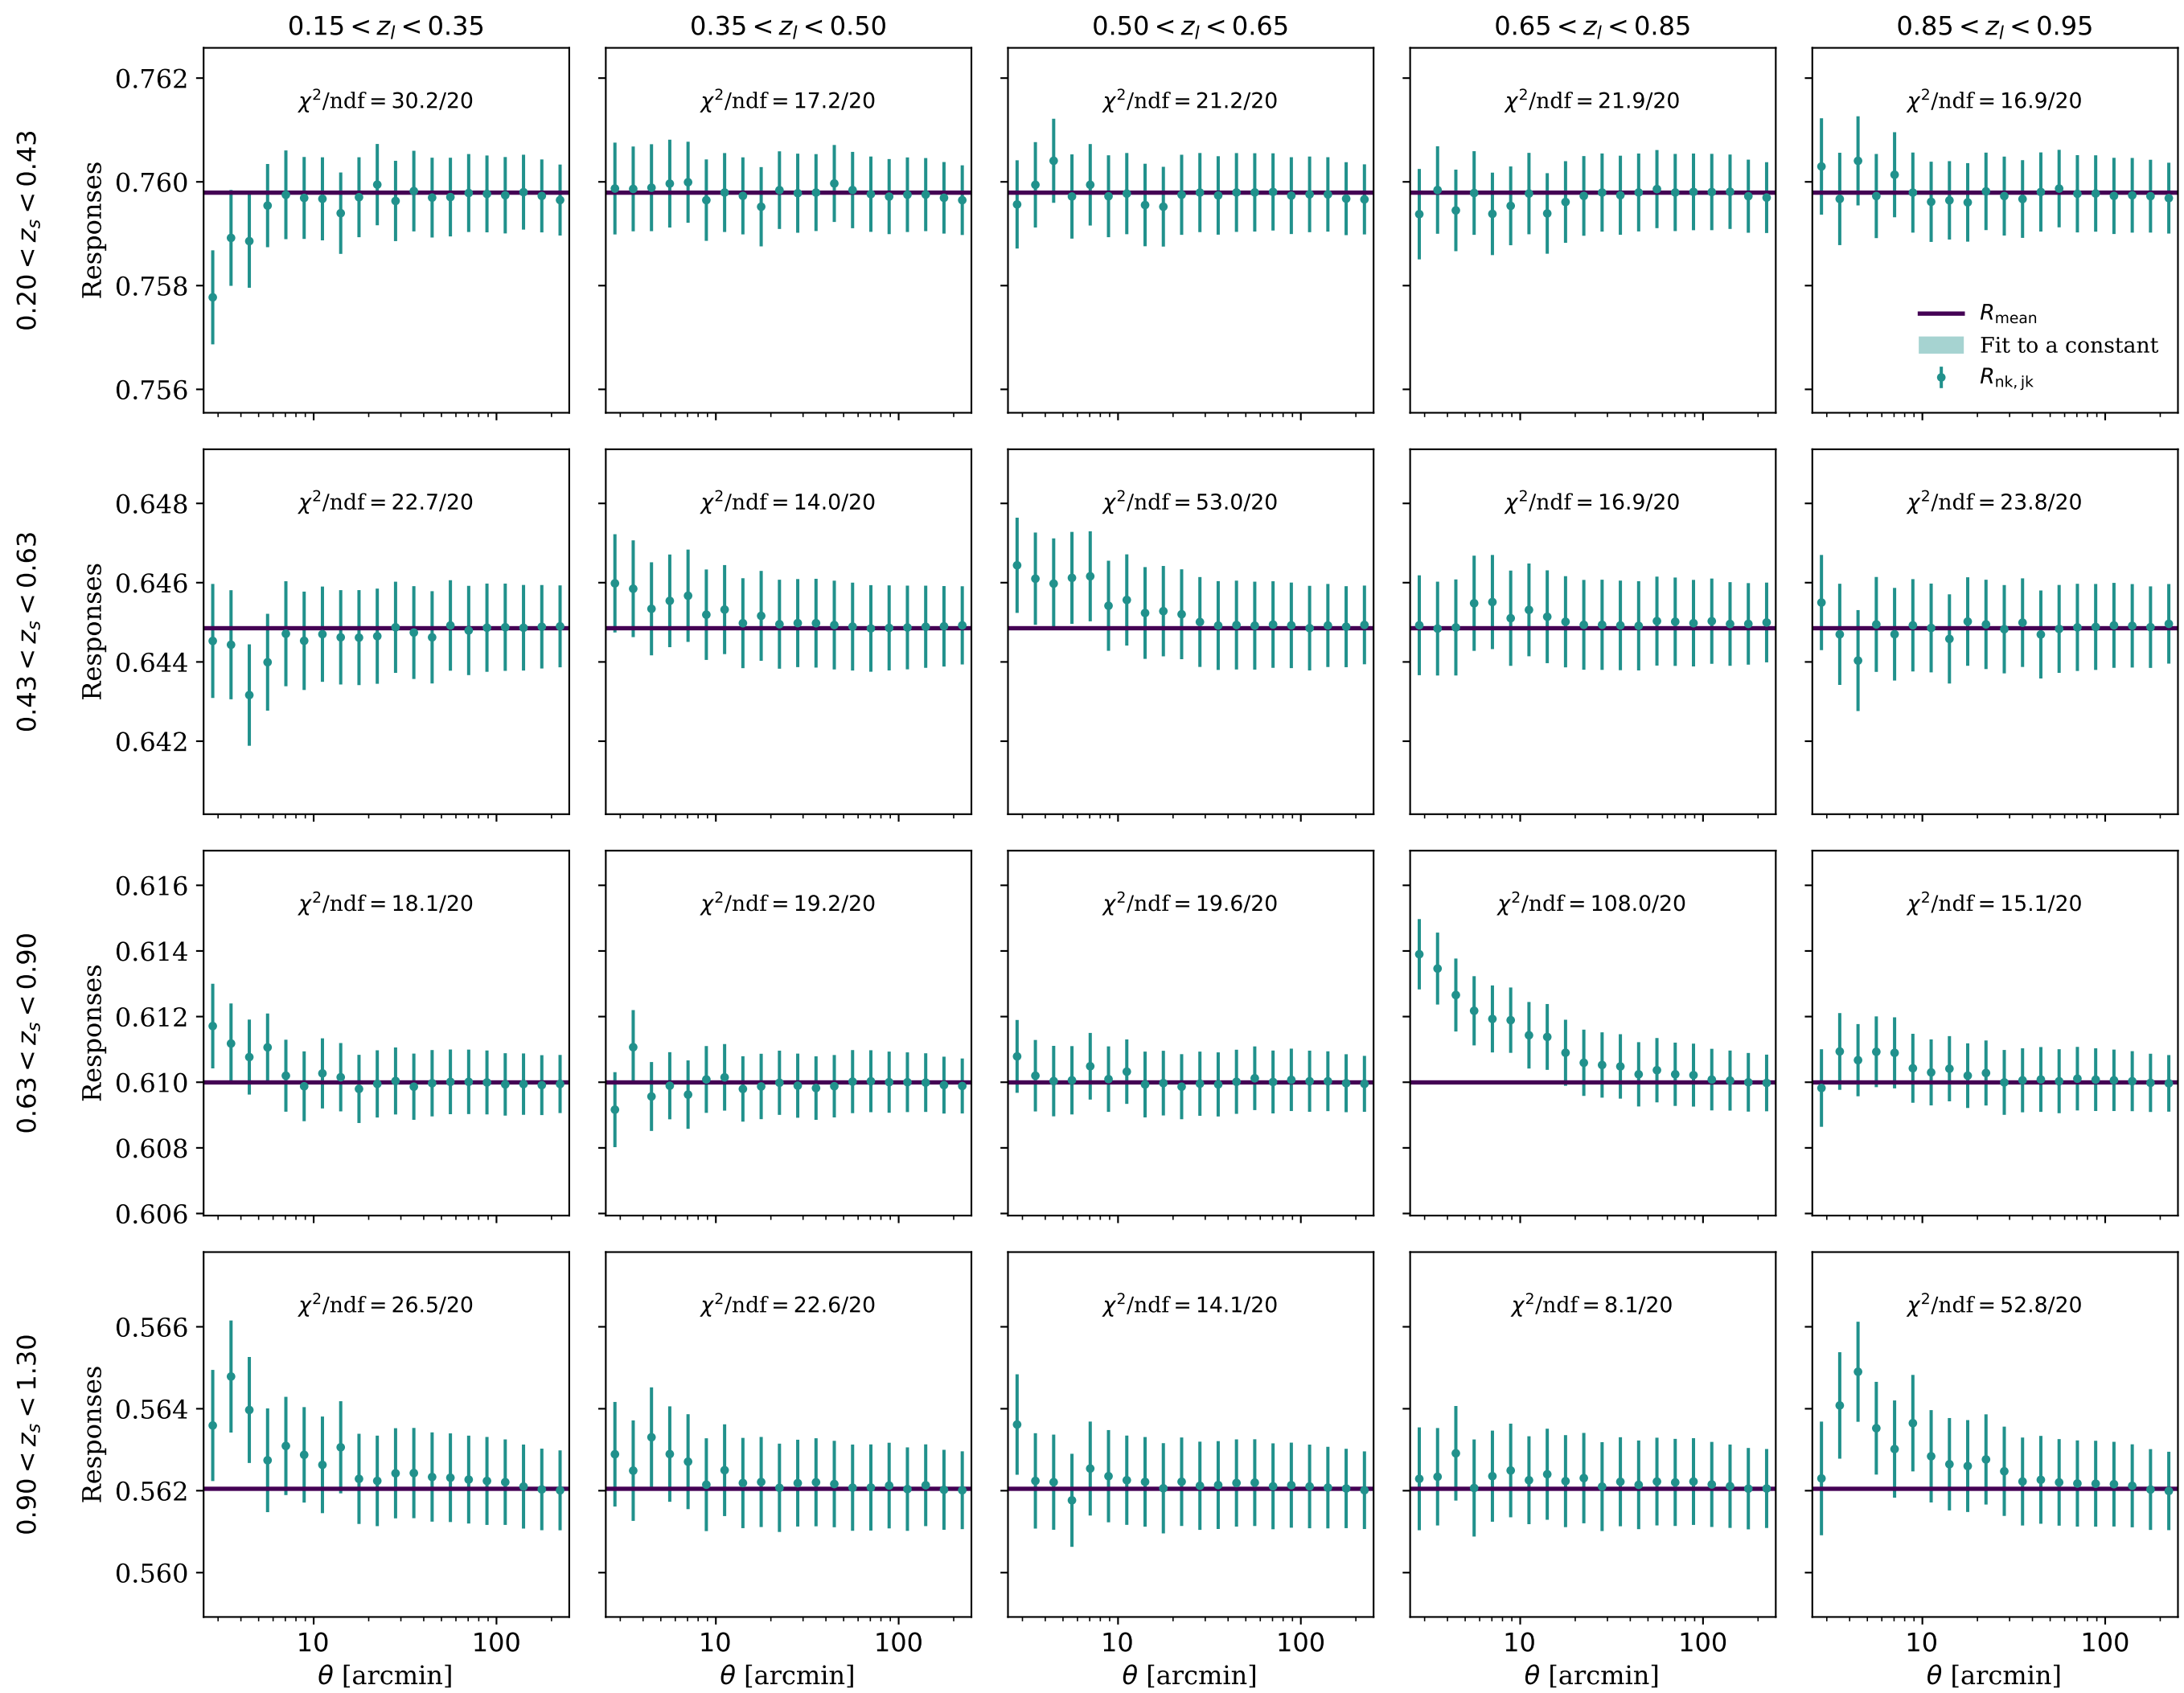 0.15 < z_l < 0.35
0.35 < z_l < 0.50
0.50 < z_l < 0.65
0.65 < z_l < 0.85
0.85 < z_l < 0.95
0.20 < z_s < 0.43
Responses
0.762
0.760
0.758
0.756
χ²/ndf = 30.2/20
χ²/ndf = 17.2/20
χ²/ndf = 21.2/20
χ²/ndf = 21.9/20
χ²/ndf = 16.9/20
R_mean
Fit to a constant
R_nk, jk
0.43 < z_s < 0.63
Responses
0.648
0.646
0.644
0.642
χ²/ndf = 22.7/20
χ²/ndf = 14.0/20
χ²/ndf = 53.0/20
χ²/ndf = 16.9/20
χ²/ndf = 23.8/20
0.63 < z_s < 0.90
Responses
0.616
0.614
0.612
0.610
0.608
0.606
χ²/ndf = 18.1/20
χ²/ndf = 19.2/20
χ²/ndf = 19.6/20
χ²/ndf = 108.0/20
χ²/ndf = 15.1/20
0.90 < z_s < 1.30
Responses
0.566
0.564
0.562
0.560
χ²/ndf = 26.5/20
χ²/ndf = 22.6/20
χ²/ndf = 14.1/20
χ²/ndf = 8.1/20
χ²/ndf = 52.8/20
10 100
10 100
10 100
10 100
10 100
θ [arcmin]
θ [arcmin]
θ [arcmin]
θ [arcmin]
θ [arcmin]